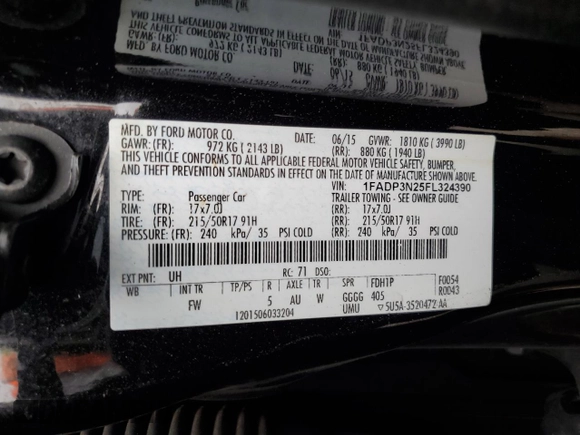 MFD. BY FORD MOTOR CO. DATE: 06/15 GVWR: 1810 KG ( 3990 LB)
GAWR: (FR): 972 KG ( 2143 LB) (RR): 880 KG ( 1940 LB)
THIS VEHICLE CONFORMS TO ALL APPLICABLE FEDERAL MOTOR VEHICLE SAFETY, BUMPER,
AND THEFT PREVENTION STANDARDS IN EFFECT ON THE DATE OF MANUFACTURE SHOWN ABOVE
VIN: 1FADP3N25FL324390
TYPE: Passenger Car TRAILER TOWING - SEE OWNER GUIDE
RIM: (FR): 17x7.0J (RR): 17x7.0J
TIRE: (FR): 215/50R17 91H (RR): 215/50R17 91H
PRESSURE: (FR): 240 kPa/ 35 PSI COLD (RR): 240 kPa/ 35 PSI COLD
EXT PNT: UH RC: 71 DSO:
WB INT TR TP/PS R AXLE TR SPR FDH1P F0054
FW 5 AU W GGGG 405 R0043
1201506033204 UMU ▽5U5A-3520472-AA